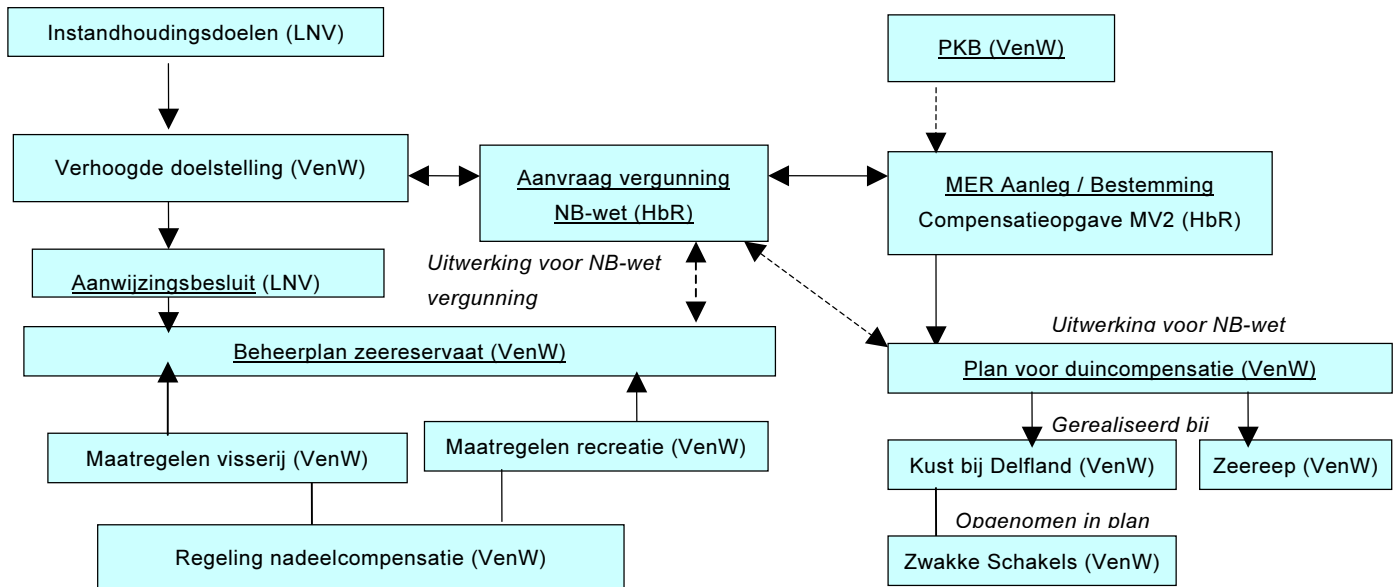 Instandhoudingsdoelen (LNV)
PKB (VenW)
Verhoogde doelstelling (VenW)
Aanvraag vergunning
NB-wet (HbR)
MER Aanleg / Bestemming
Compensatieopgave MV2 (HbR)
Aanwijzingsbesluit (LNV)
Uitwerking voor NB-wet
vergunning
Uitwerking voor NB-wet
Beheerplan zeereservaat (VenW)
Plan voor duincompensatie (VenW)
Gerealiseerd bij
Maatregelen visserij (VenW)
Maatregelen recreatie (VenW)
Kust bij Delfland (VenW)
Zeereep (VenW)
Opgenomen in plan
Regeling nadeelcompensatie (VenW)
Zwakke Schakels (VenW)